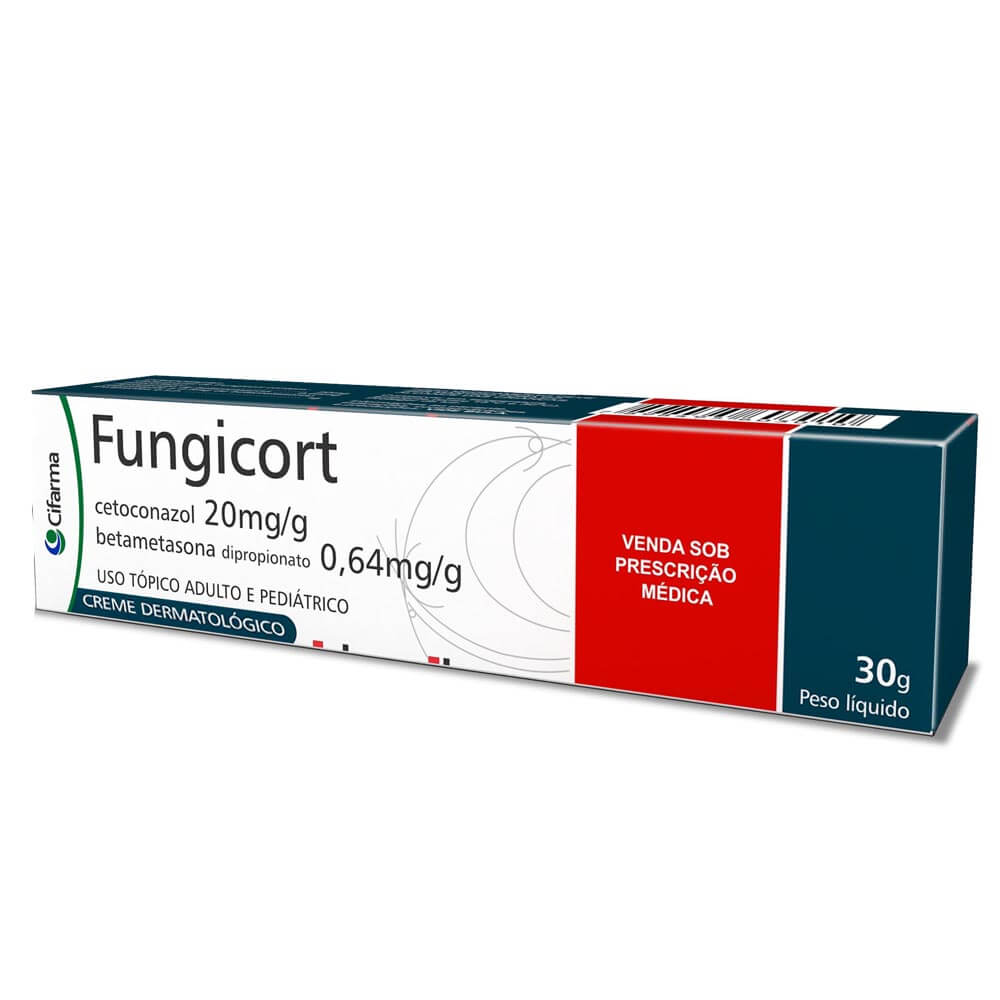 Cifarma
Fungicort
cetoconazol 20mg/g
betametasona dipropionato 0,64mg/g
USO TÓPICO ADULTO E PEDIÁTRICO
CREME DERMATOLÓGICO
VENDA SOB
PRESCRIÇÃO
MÉDICA
30g
Peso líquido